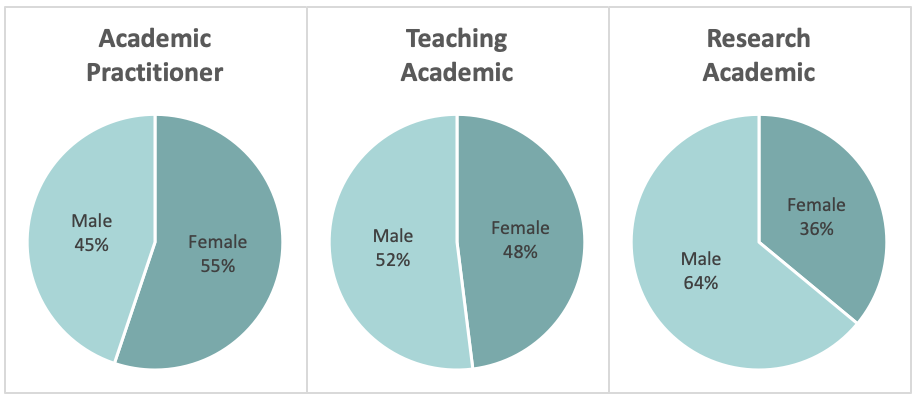 Academic
Practitioner
Male
45%
Female
55%
Teaching
Academic
Male
52%
Female
48%
Research
Academic
Male
64%
Female
36%